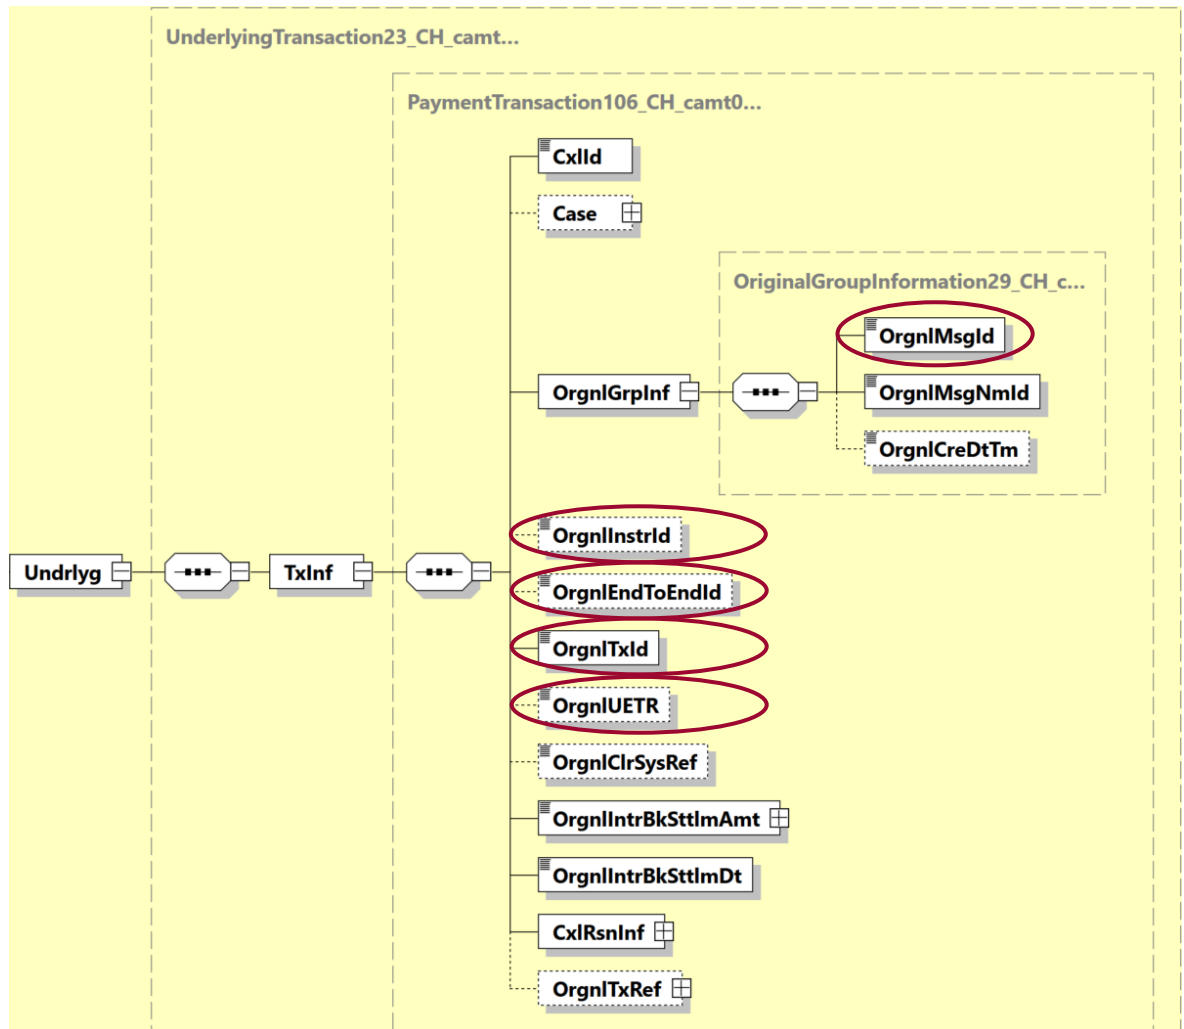 UnderlyingTransaction23_CH_camt...
PaymentTransaction106_CH_camt0...
CxlId
Case
OriginalGroupInformation29_CH_c...
OrgnlMsgId
OrgnlGrpInf
OrgnlMsgNmId
OrgnlCreDtTm
OrgnlInstrId
Undrlyg
TxInf
OrgnlEndToEndId
OrgnlTxId
OrgnlUETR
OrgnlClrSysRef
OrgnlIntrBkSttlmAmt
OrgnlIntrBkSttlmDt
CxlRsnInf
OrgnlTxRef